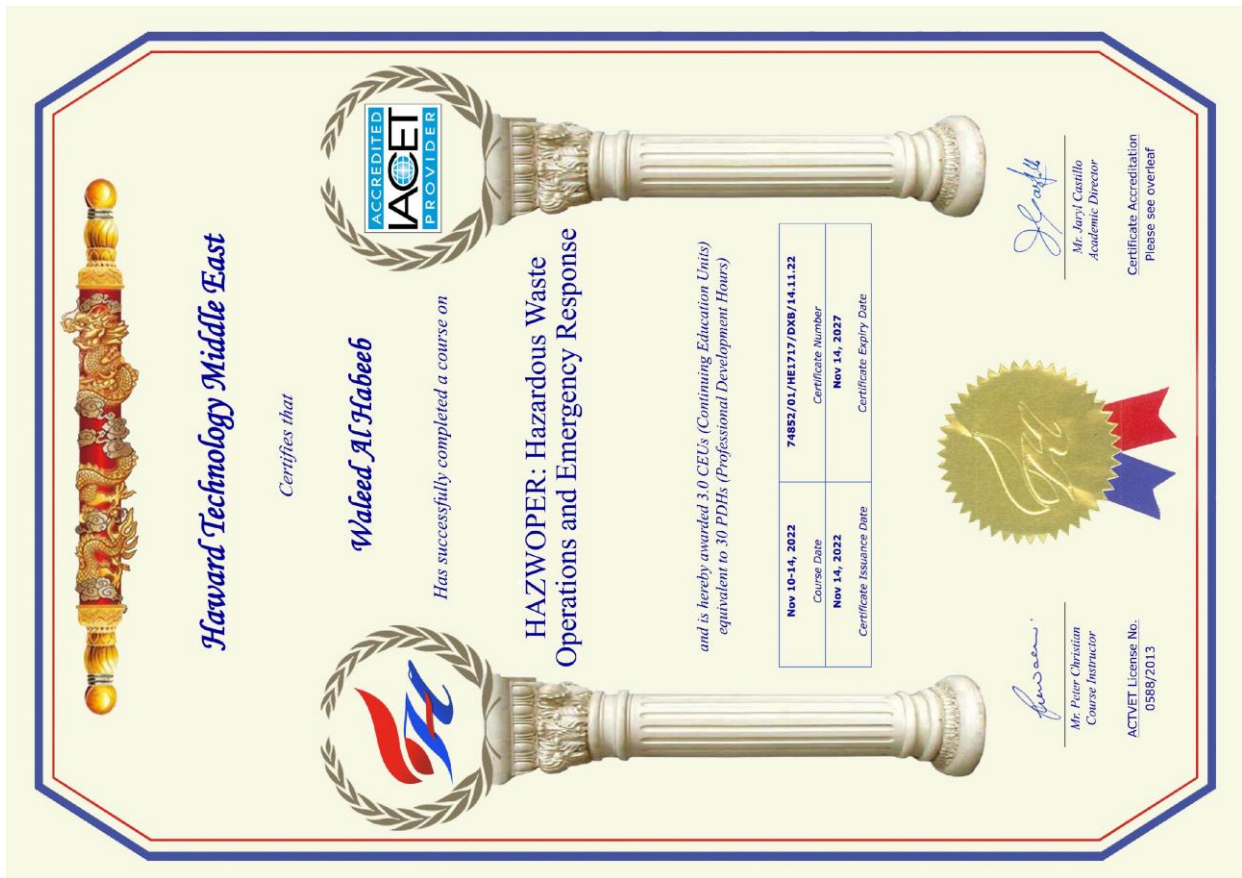 Haward Technology Middle East
Certifies that
Waleed Al Habeeb
Has successfully completed a course on
ACCREDITED
IACET
PROVIDER
HAZWOPER: Hazardous Waste
Operations and Emergency Response
and is hereby awarded 3.0 CEUs (Continuing Education Units)
equivalent to 30 PDHs (Professional Development Hours)
Nov 10-14, 2022 74852/01/HE1717/DXB/14.11.22
Course Date Certificate Number
Nov 14, 2022 Nov 14, 2027
Certificate Issuance Date Certificate Expiry Date
Mr. Peter Christian
Course Instructor
ACTVET License No.
0588/2013
Mr. Jaryl Castillo
Academic Director
Certificate Accreditation
Please see overleaf